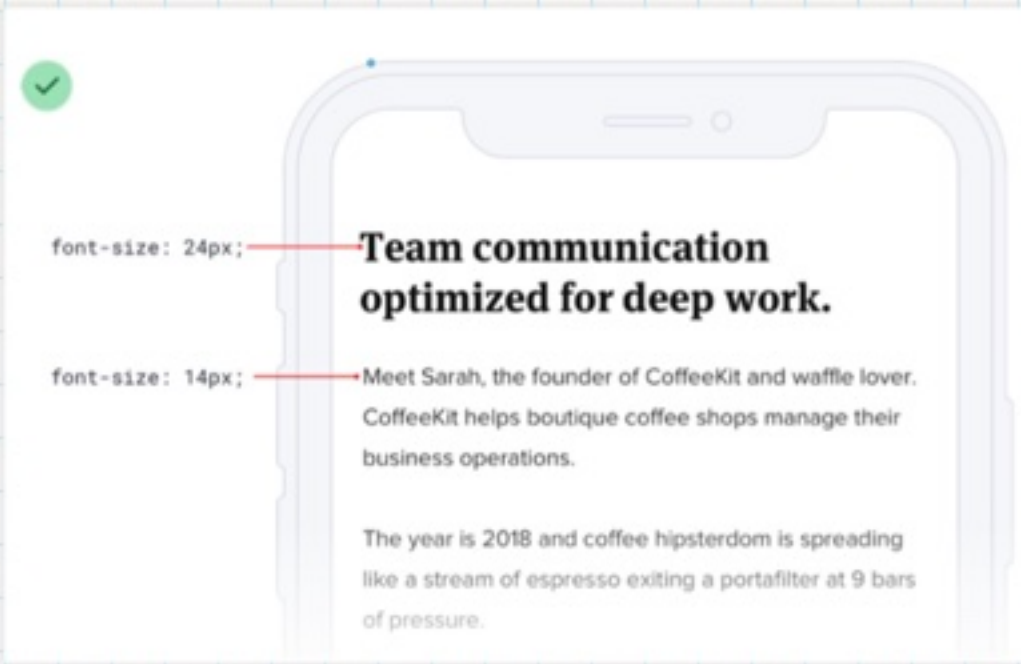 font-size: 24px;
Team communication
optimized for deep work.
font-size: 14px;
Meet Sarah, the founder of CoffeeKit and waffle lover.
CoffeeKit helps boutique coffee shops manage their
business operations.
The year is 2018 and coffee hipsterdom is spreading
like a stream of espresso exiting a portafilter at 9 bars
of pressure.